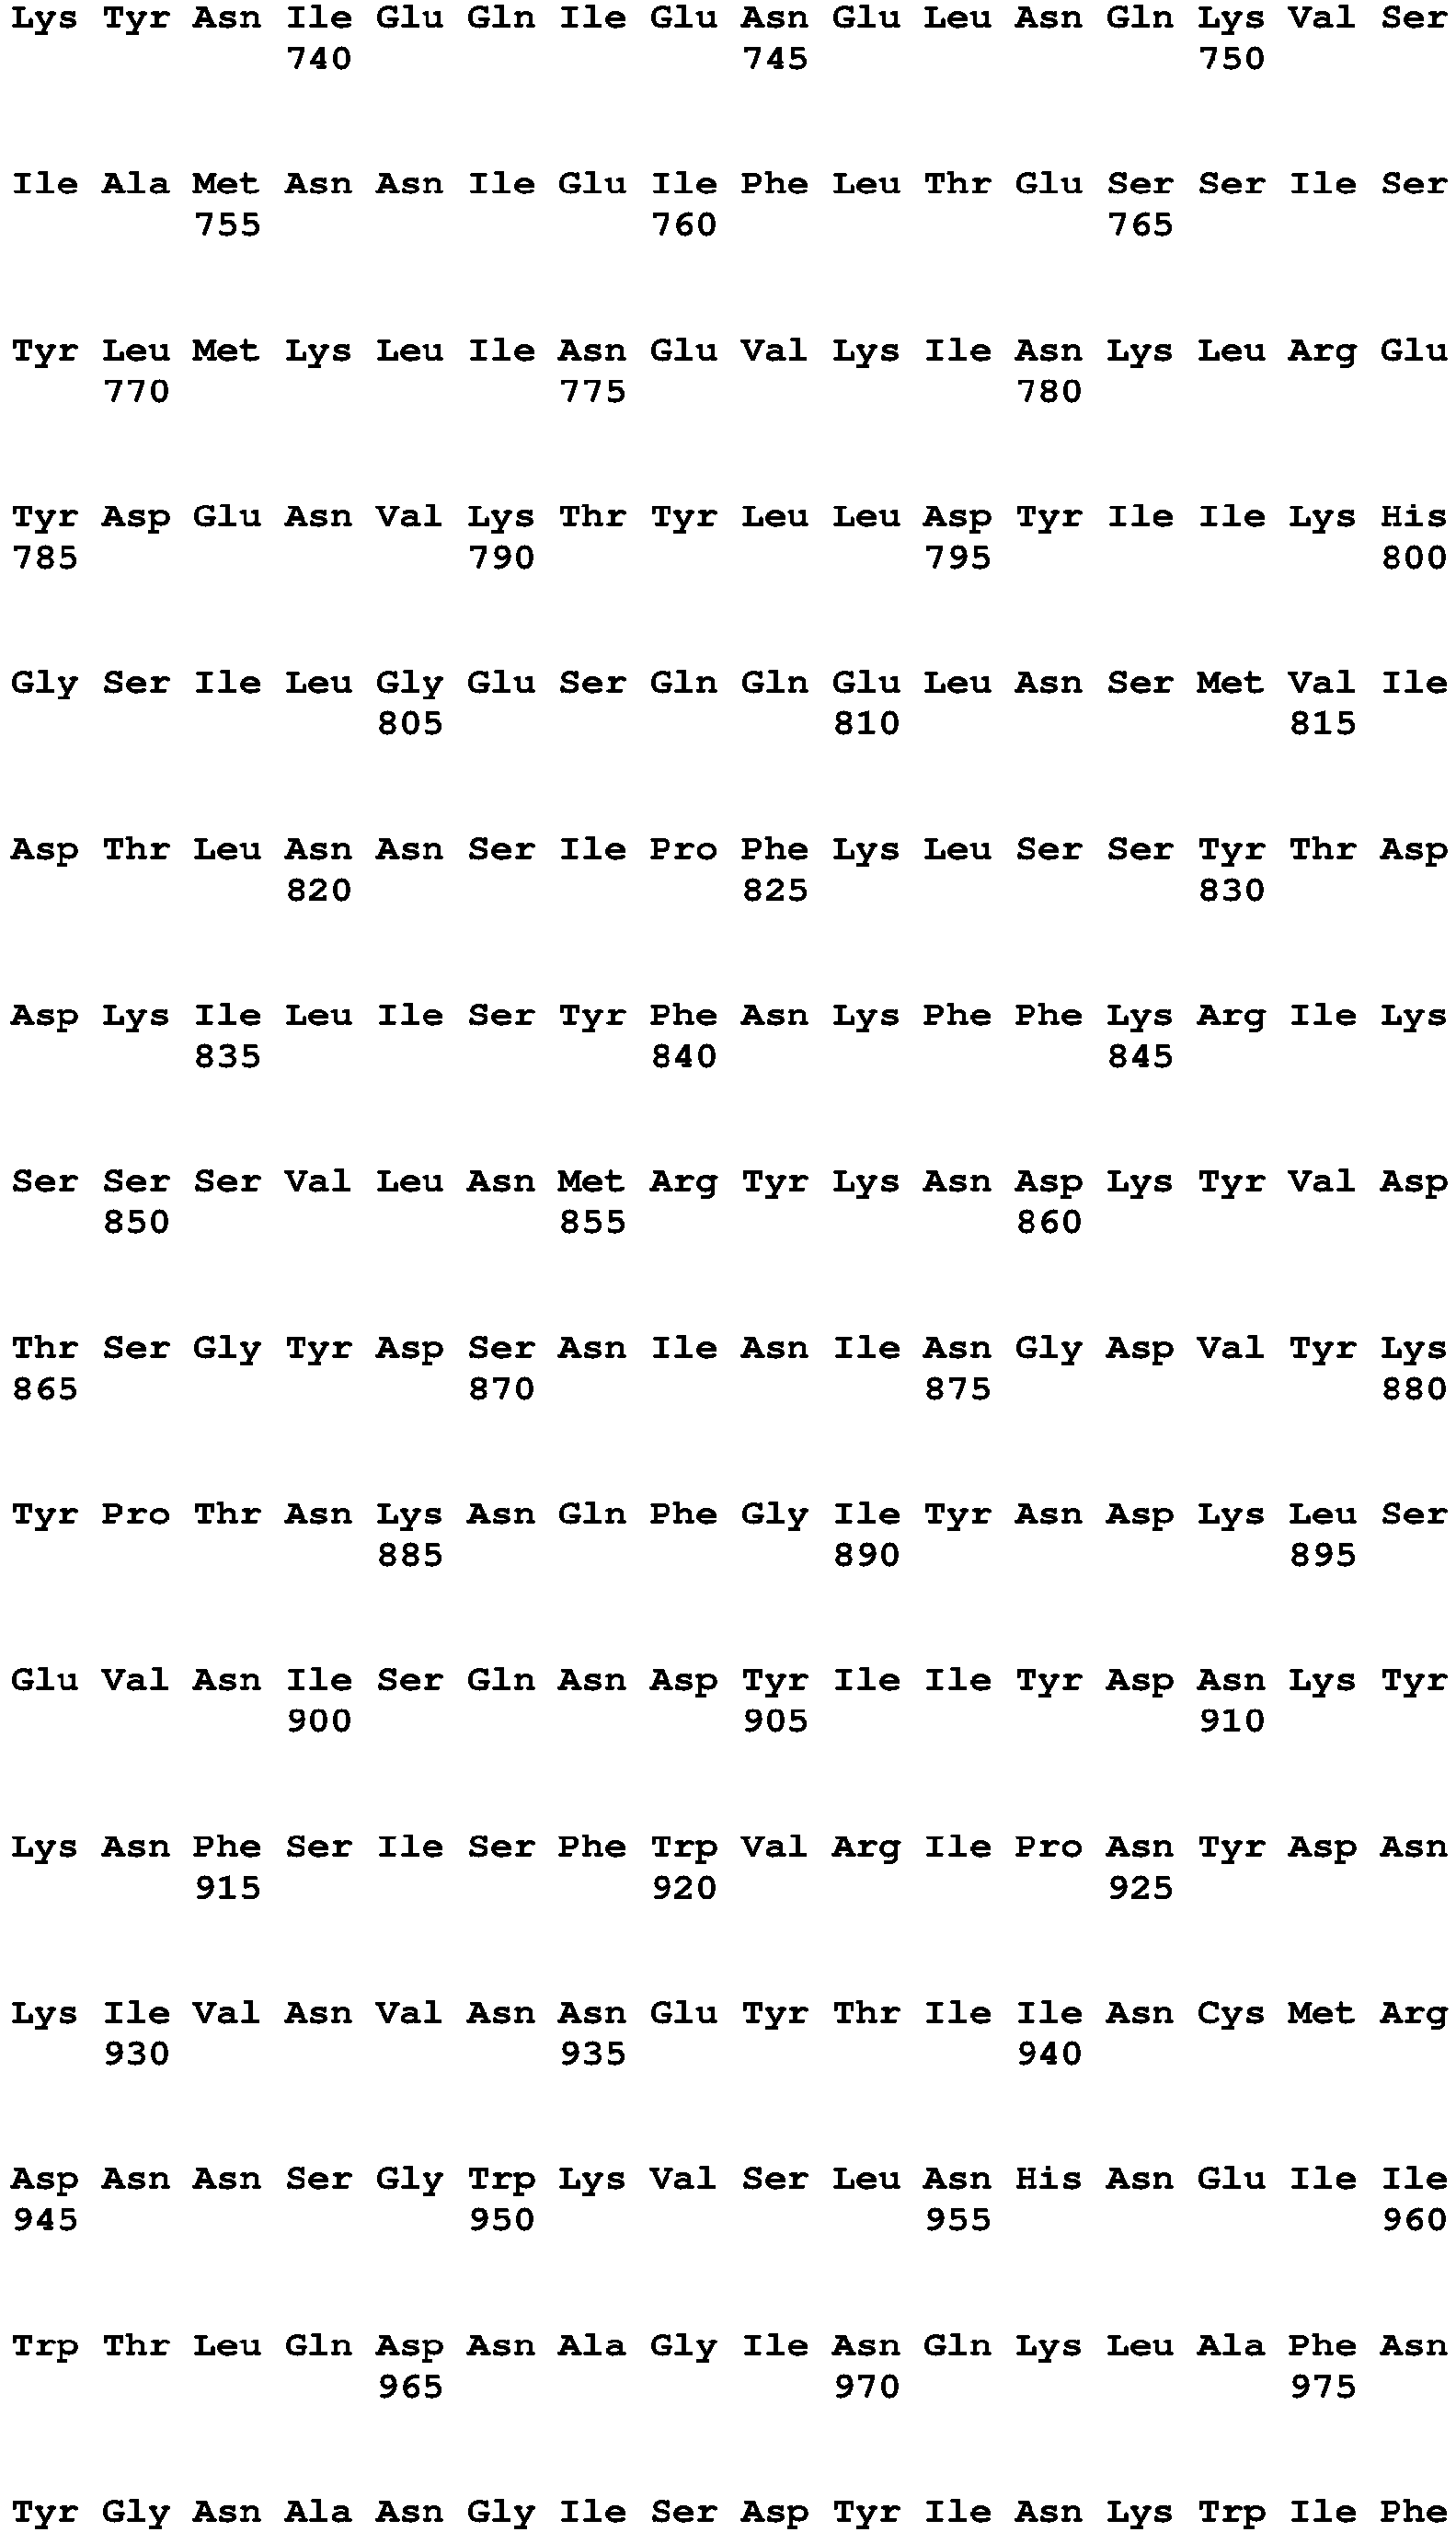 Lys Tyr Asn Ile Glu Gln Ile Glu Asn Glu Leu Asn Gln Lys Val Ser
740 745 750
Ile Ala Met Asn Asn Ile Glu Ile Phe Leu Thr Glu Ser Ser Ile Ser
755 760 765
Tyr Leu Met Lys Leu Ile Asn Glu Val Lys Ile Asn Lys Leu Arg Glu
770 775 780
Tyr Asp Glu Asn Val Lys Thr Tyr Leu Leu Asp Tyr Ile Ile Lys His
785 790 795 800
Gly Ser Ile Leu Gly Glu Ser Gln Gln Glu Leu Asn Ser Met Val Ile
805 810 815
Asp Thr Leu Asn Asn Ser Ile Pro Phe Lys Leu Ser Ser Tyr Thr Asp
820 825 830
Asp Lys Ile Leu Ile Ser Tyr Phe Asn Lys Phe Phe Lys Arg Ile Lys
835 840 845
Ser Ser Ser Val Leu Asn Met Arg Tyr Lys Asn Asp Lys Tyr Val Asp
850 855 860
Thr Ser Gly Tyr Asp Ser Asn Ile Asn Ile Asn Gly Asp Val Tyr Lys
865 870 875 880
Tyr Pro Thr Asn Lys Asn Gln Phe Gly Ile Tyr Asn Asp Lys Leu Ser
885 890 895
Glu Val Asn Ile Ser Gln Asn Asp Tyr Ile Ile Tyr Asp Asn Lys Tyr
900 905 910
Lys Asn Phe Ser Ile Ser Phe Trp Val Arg Ile Pro Asn Tyr Asp Asn
915 920 925
Lys Ile Val Asn Val Asn Asn Glu Tyr Thr Ile Ile Asn Cys Met Arg
930 935 940
Asp Asn Asn Ser Gly Trp Lys Val Ser Leu Asn His Asn Glu Ile Ile
945 950 955 960
Trp Thr Leu Gln Asp Asn Ala Gly Ile Asn Gln Lys Leu Ala Phe Asn
965 970 975
Tyr Gly Asn Ala Asn Gly Ile Ser Asp Tyr Ile Asn Lys Trp Ile Phe